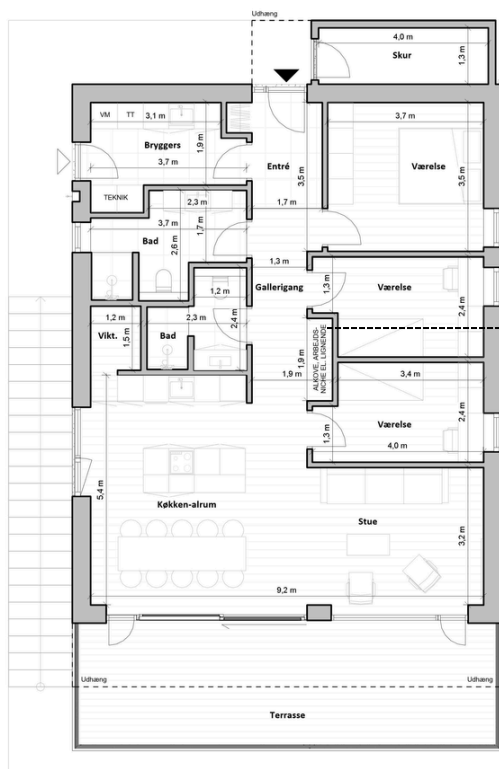 Udhæng
4,0 m
Skur
1,3 m
VM
TT
3,1 m
Bryggers
1,9 m
3,7 m
Entré
3,5 m
1,7 m
3,7 m
Værelse
3,5 m
TEKNIK
2,3 m
3,7 m
1,7 m
Bad
2,6 m
1,3 m
Gallerigang
1,3 m
Værelse
2,4 m
1,2 m
2,3 m
2,4 m
1,2 m
Vikt.
1,5 m
Bad
1,9 m
1,9 m
ALKOVE, ARBEJDS-
NICHE EL. LIGNENDE
3,4 m
2,4 m
1,3 m
Værelse
4,0 m
5,4 m
Køkken-alrum
Stue
3,2 m
9,2 m
Udhæng
Udhæng
Terrasse